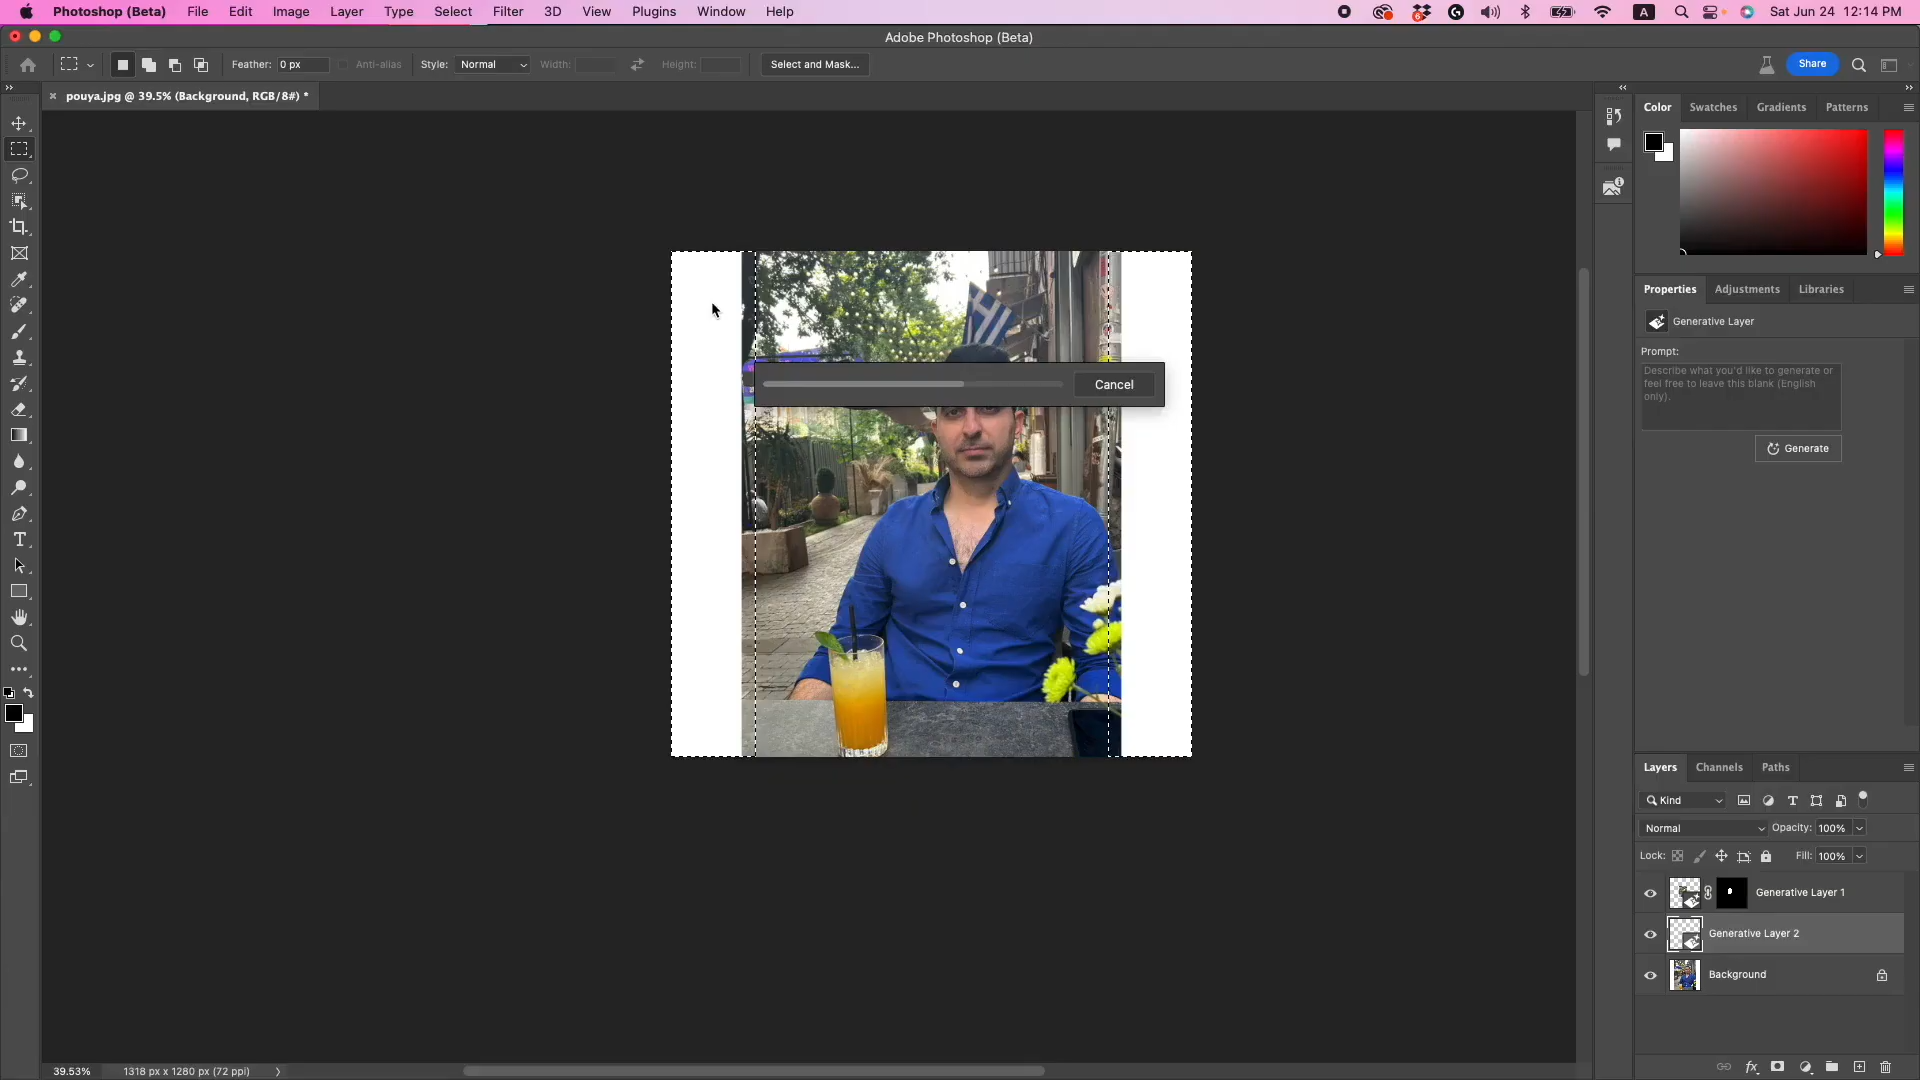 Photoshop (Beta) File Edit Image Layer Type Select Filter 3D View Plugins Window Help 6 A Sat Jun 24 12:14 PM
Adobe Photoshop (Beta)
Feather: 0 px Anti-alias Style: Normal Width: Height: Select and Mask... Share
× pouya.jpg @ 39.5% (Background, RGB/8#) *
Color Swatches Gradients Patterns
Properties Adjustments Libraries
Generative Layer
Prompt:
Describe what you'd like to generate or
feel free to leave this blank (English
only).
Generate
Cancel
Layers Channels Paths
Kind
Normal Opacity: 100%
Lock: Fill: 100%
Generative Layer 1
Generative Layer 2
Background
39.53% 1318 px x 1280 px (72 ppi)